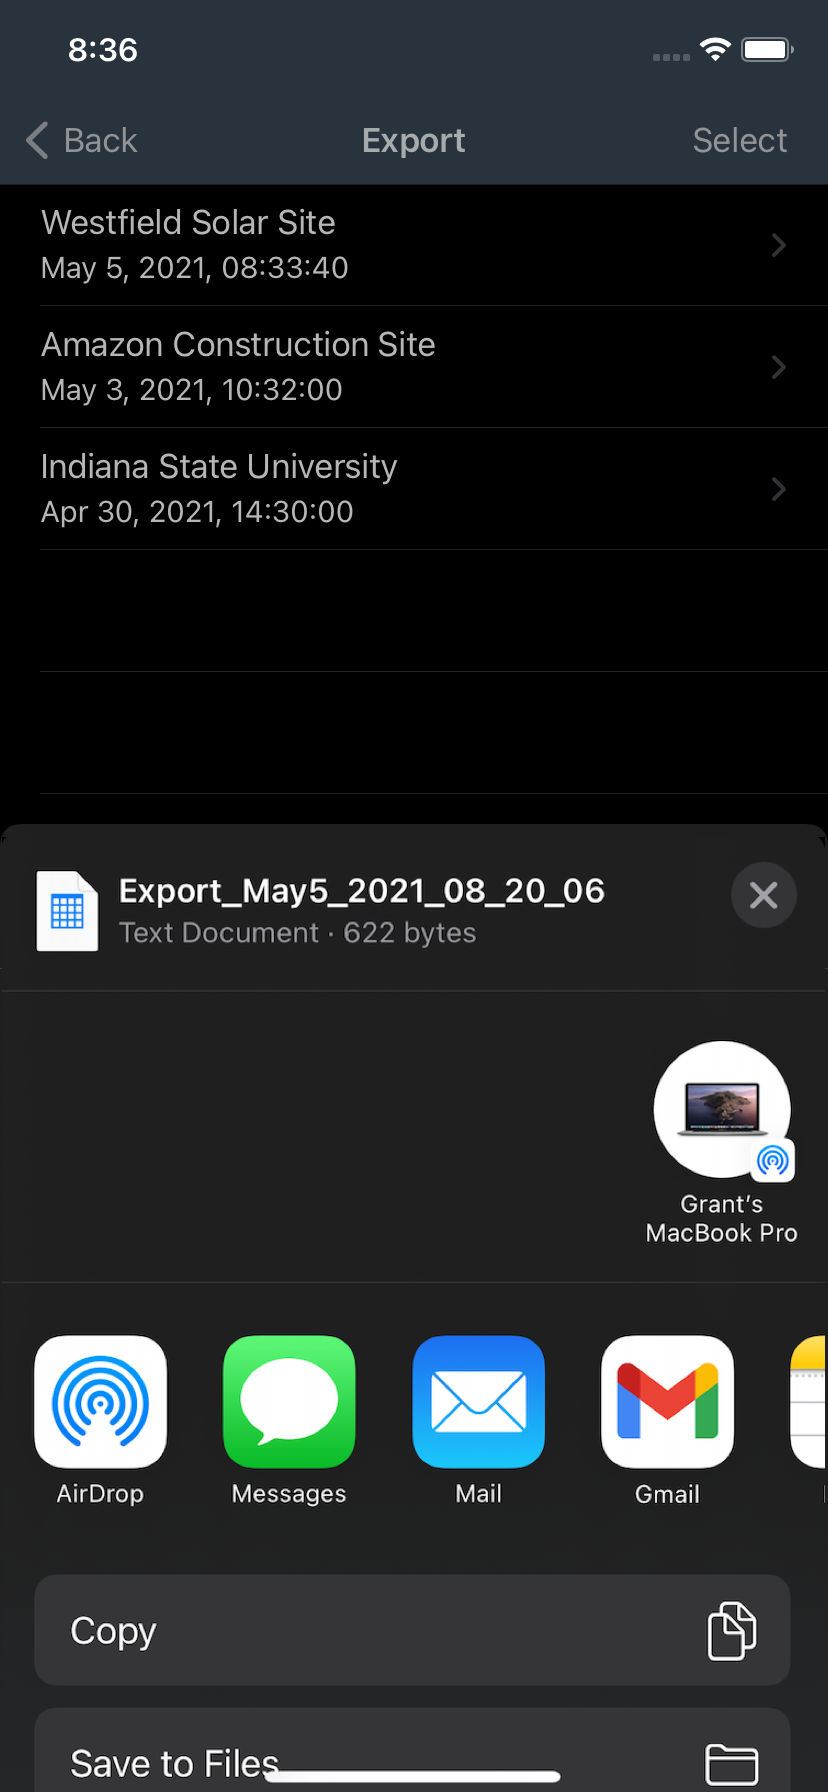 8:36
Back
Export
Select
Westfield Solar Site
May 5, 2021, 08:33:40
Amazon Construction Site
May 3, 2021, 10:32:00
Indiana State University
Apr 30, 2021, 14:30:00
Export_May5_2021_08_20_06
Text Document · 622 bytes
Grant’s
MacBook Pro
AirDrop
Messages
Mail
Gmail
Copy
Save to Files